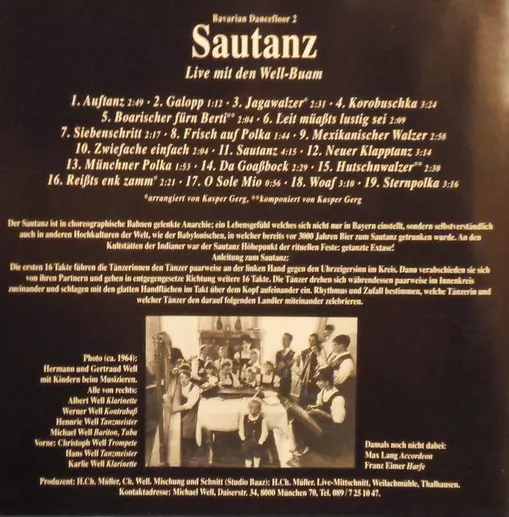 Bavarian Dancefloor 2
Sautanz
Live mit den Well-Buam
1. Auftanz 2:49 · 2. Galopp 1:12 · 3. Jagawalzer* 2:31 · 4. Korobuschka 3:24
5. Boarischer fürn Berti** 2:04 · 6. Leit müaßts lustig sei 2:09
7. Siebenschritt 2:17 · 8. Frisch auf Polka 1:44 · 9. Mexikanischer Walzer 2:58
10. Zwiefache einfach 2:04 · 11. Sautanz 4:15 · 12. Neuer Klapptanz 3:14
13. Münchner Polka 1:53 · 14. Da Goaßbock 2:29 · 15. Hutschnwalzer** 2:30
16. Reißts enk zamm* 2:21 · 17. O Sole Mio 0:56 · 18. Woaf 3:10 · 19. Sternpolka 3:16
*arrangiert von Kasper Gerg, **komponiert von Kasper Gerg
Der Sautanz ist in choreographische Bahnen gelenkte Anarchie; ein Lebensgefühl welches sich nicht nur in Bayern einstellt, sondern selbstverständlich
auch in anderen Hochkulturen der Welt, wie der Babylonischen, in welcher bereits vor 3000 Jahren Bier zum Sautanz getrunken wurde. An den
Kultstätten der Indianer war der Sautanz Höhepunkt der rituellen Feste: getanzte Extase!
Anleitung zum Sautanz:
Die ersten 16 Takte führen die Tänzerinnen den Tänzer paarweise an der linken Hand gegen den Uhrzeigersinn im Kreis. Dann verabschieden sie sich
von ihren Partnern und gehen in entgegengesetzte Richtung weitere 16 Takte. Die Tänzer drehen sich währendessen paarweise im Innenkreis
zueinander und schlagen mit den glatten Handflächen im Takt über dem Kopf aufeinander ein. Rhythmus und Zufall bestimmen, welche Tänzerin und
welcher Tänzer den darauf folgenden Landler miteinander zelebrieren.
Photo (ca. 1964):
Hermann und Gertraud Well
mit Kindern beim Musizieren.
Alle von rechts:
Albert Well Klarinette
Werner Well Kontrabaß
Hennrie Well Tanzmeister
Michael Well Bariton, Tuba
Vorne: Christoph Well Trompete
Hans Well Tanzmeister
Karlie Well Klarinette
Damals noch nicht dabei:
Max Lang Accordeon
Franz Eimer Harfe
Produzent: H.Ch. Müller, Ch. Well. Mischung und Schnitt (Studio Baaz): H.Ch. Müller. Live-Mittschnitt, Weilachmühle, Thalhausen.
Kontaktadresse: Michael Well, Daiserstr. 34, 8000 München 70, Tel. 089/7 25 10 47.